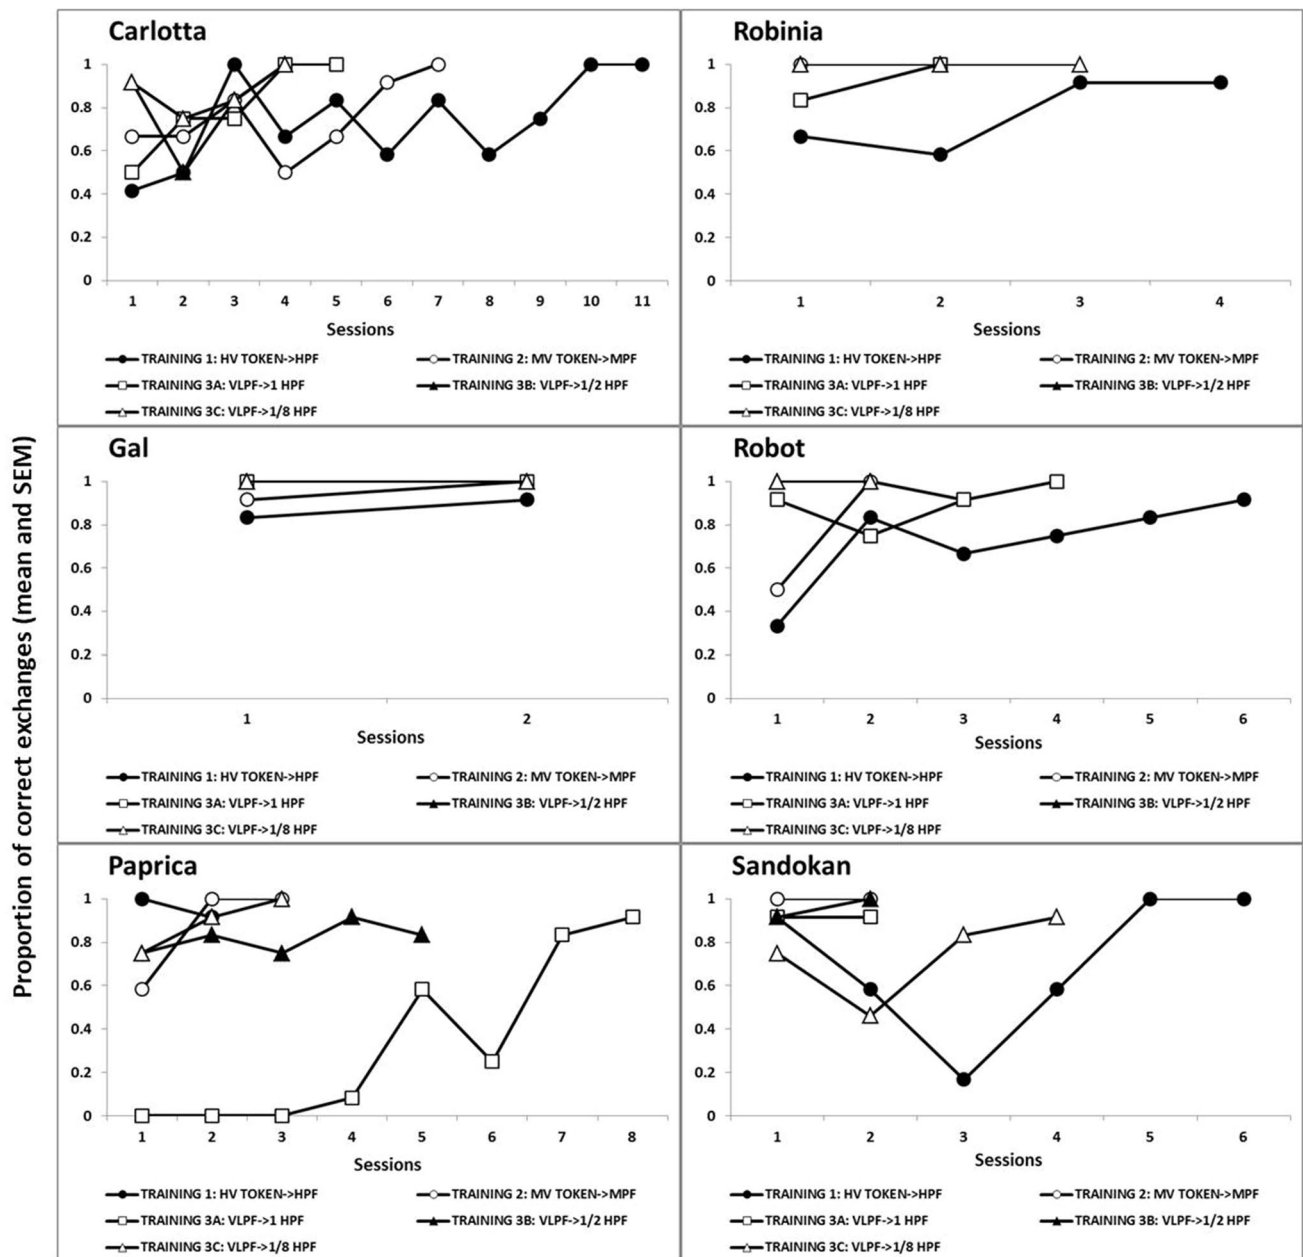 Proportion of correct exchanges (mean and SEM)
Carlotta
1
0.8
0.6
0.4
0.2
0
1 2 3 4 5 6 7 8 9 10 11
Sessions
TRAINING 1: HV TOKEN->HPF TRAINING 2: MV TOKEN->MPF
TRAINING 3A: VLPF->1 HPF TRAINING 3B: VLPF->1/2 HPF
TRAINING 3C: VLPF->1/8 HPF
Robinia
1
0.8
0.6
0.4
0.2
0
1 2 3 4
Sessions
TRAINING 1: HV TOKEN->HPF TRAINING 2: MV TOKEN->MPF
TRAINING 3A: VLPF->1 HPF TRAINING 3B: VLPF->1/2 HPF
TRAINING 3C: VLPF->1/8 HPF
Gal
1
0.8
0.6
0.4
0.2
0
1 2
Sessions
TRAINING 1: HV TOKEN->HPF TRAINING 2: MV TOKEN->MPF
TRAINING 3A: VLPF->1 HPF TRAINING 3B: VLPF->1/2 HPF
TRAINING 3C: VLPF->1/8 HPF
Robot
1
0.8
0.6
0.4
0.2
0
1 2 3 4 5 6
Sessions
TRAINING 1: HV TOKEN->HPF TRAINING 2: MV TOKEN->MPF
TRAINING 3A: VLPF->1 HPF TRAINING 3B: VLPF->1/2 HPF
TRAINING 3C: VLPF->1/8 HPF
Paprica
1
0.8
0.6
0.4
0.2
0
1 2 3 4 5 6 7 8
Sessions
TRAINING 1: HV TOKEN->HPF TRAINING 2: MV TOKEN->MPF
TRAINING 3A: VLPF->1 HPF TRAINING 3B: VLPF->1/2 HPF
TRAINING 3C: VLPF->1/8 HPF
Sandokan
1
0.8
0.6
0.4
0.2
0
1 2 3 4 5 6
Sessions
TRAINING 1: HV TOKEN->HPF TRAINING 2: MV TOKEN->MPF
TRAINING 3A: VLPF->1 HPF TRAINING 3B: VLPF->1/2 HPF
TRAINING 3C: VLPF->1/8 HPF